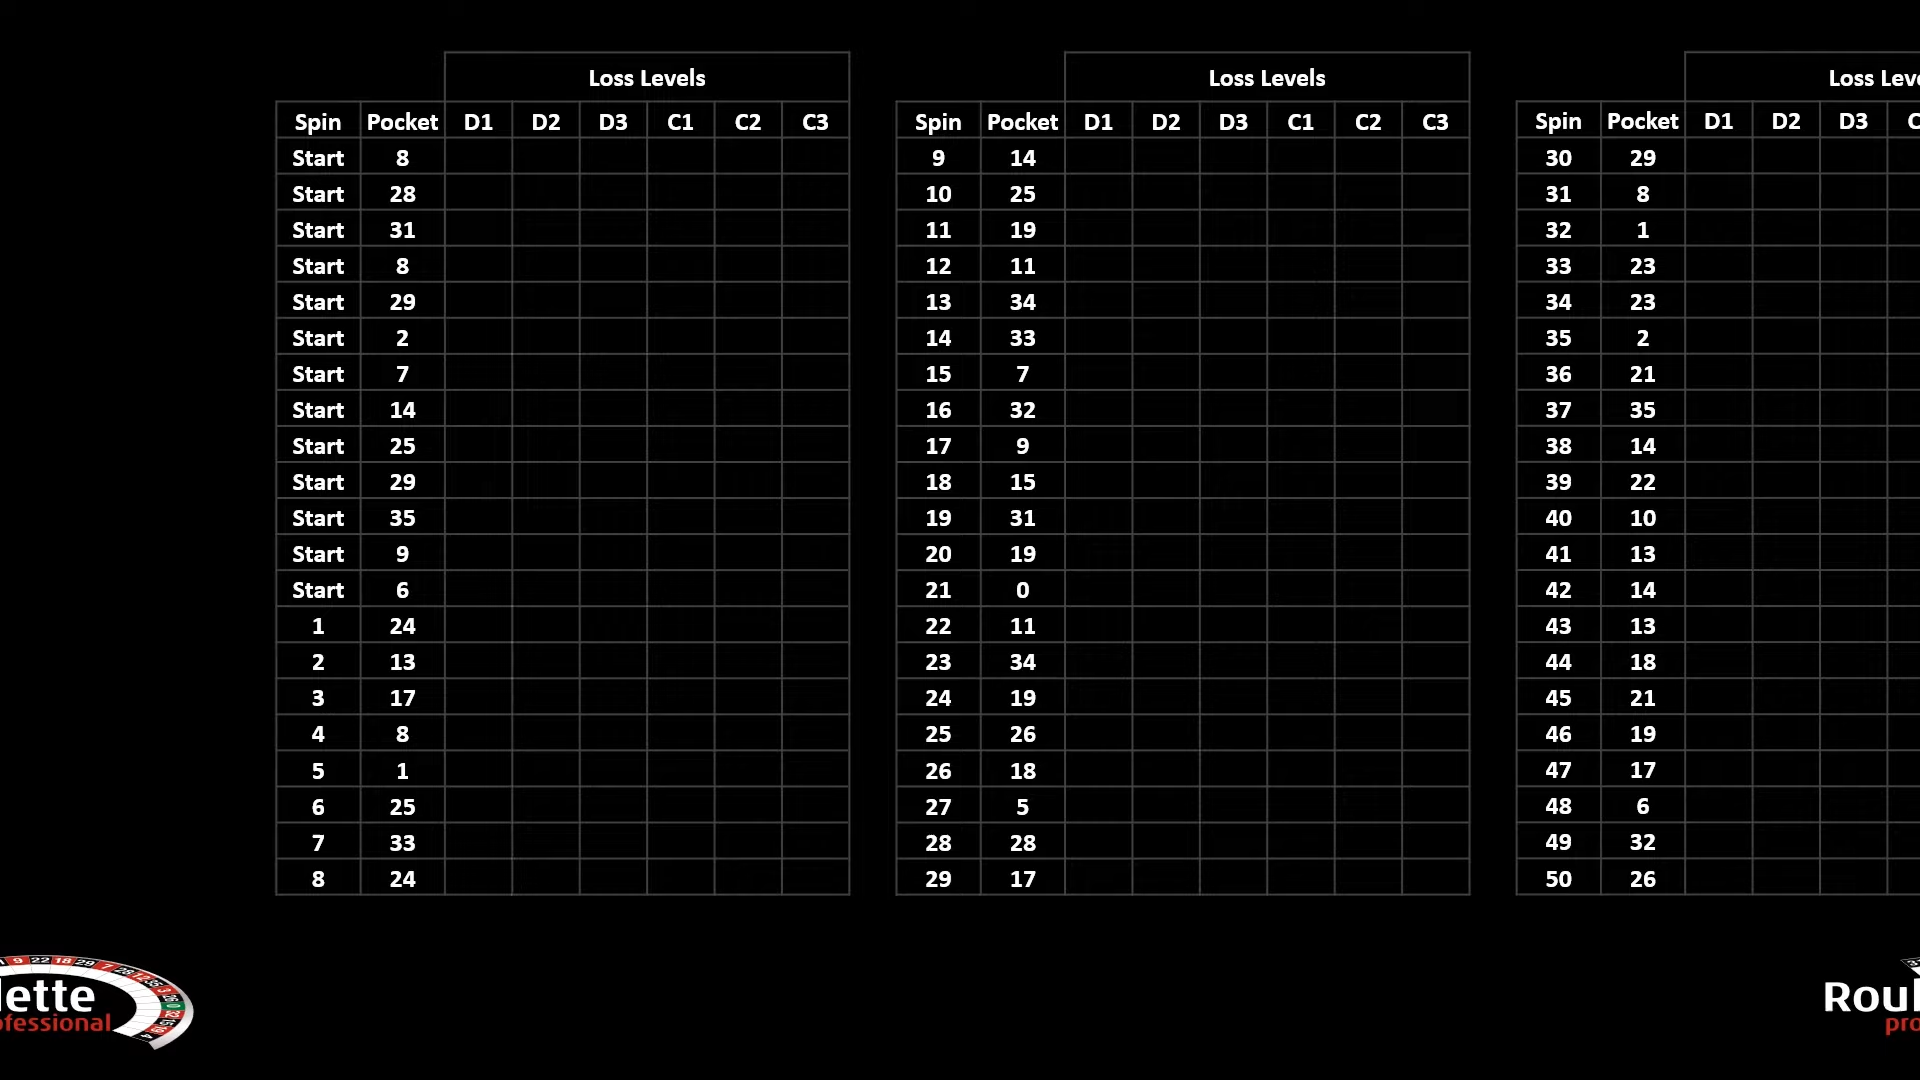 Loss Levels
Spin Pocket D1 D2 D3 C1 C2 C3
Start 8
Start 28
Start 31
Start 8
Start 29
Start 2
Start 7
Start 14
Start 25
Start 29
Start 35
Start 9
Start 6
1 24
2 13
3 17
4 8
5 1
6 25
7 33
8 24
Loss Levels
Spin Pocket D1 D2 D3 C1 C2 C3
9 14
10 25
11 19
12 11
13 34
14 33
15 7
16 32
17 9
18 15
19 31
20 19
21 0
22 11
23 34
24 19
25 26
26 18
27 5
28 28
29 17
Loss Leve
Spin Pocket D1 D2 D3 C
30 29
31 8
32 1
33 23
34 23
35 2
36 21
37 35
38 14
39 22
40 10
41 13
42 14
43 13
44 18
45 21
46 19
47 17
48 6
49 32
50 26
lette
ofessional
Roul
pro